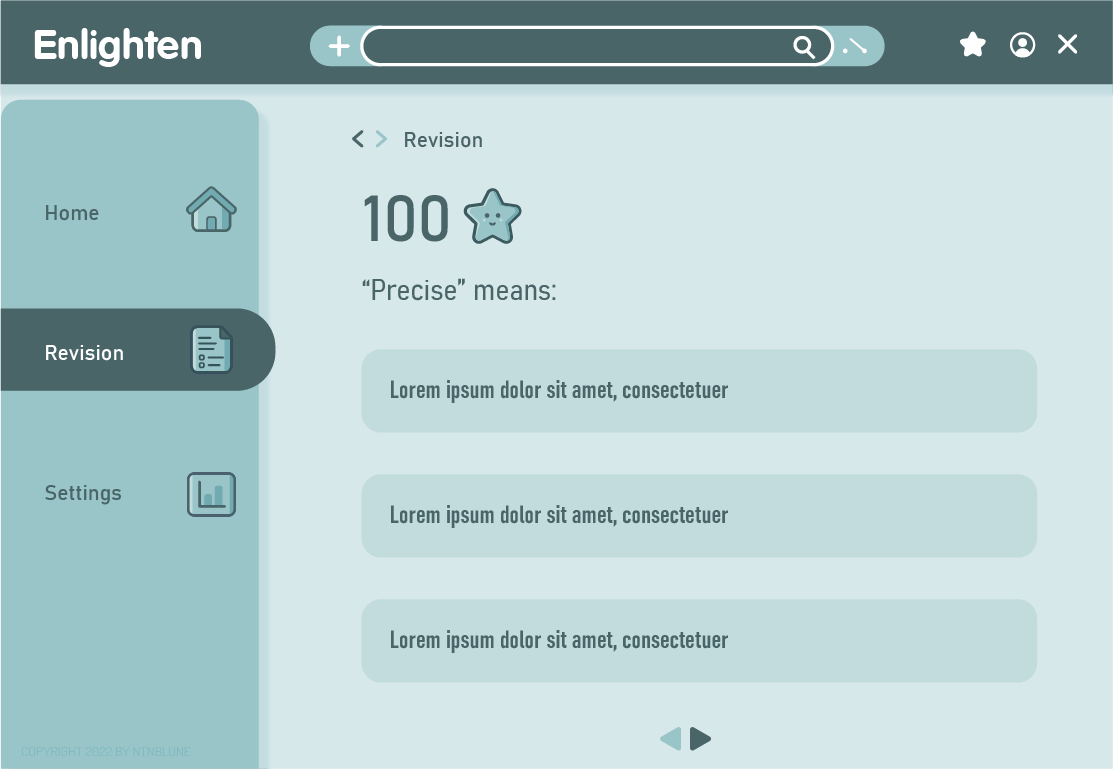 Enlighten
Home
Revision
Settings
COPYRIGHT 2022 BY NTNBLUNE
Revision
100
“Precise” means:
Lorem ipsum dolor sit amet, consectetuer
Lorem ipsum dolor sit amet, consectetuer
Lorem ipsum dolor sit amet, consectetuer